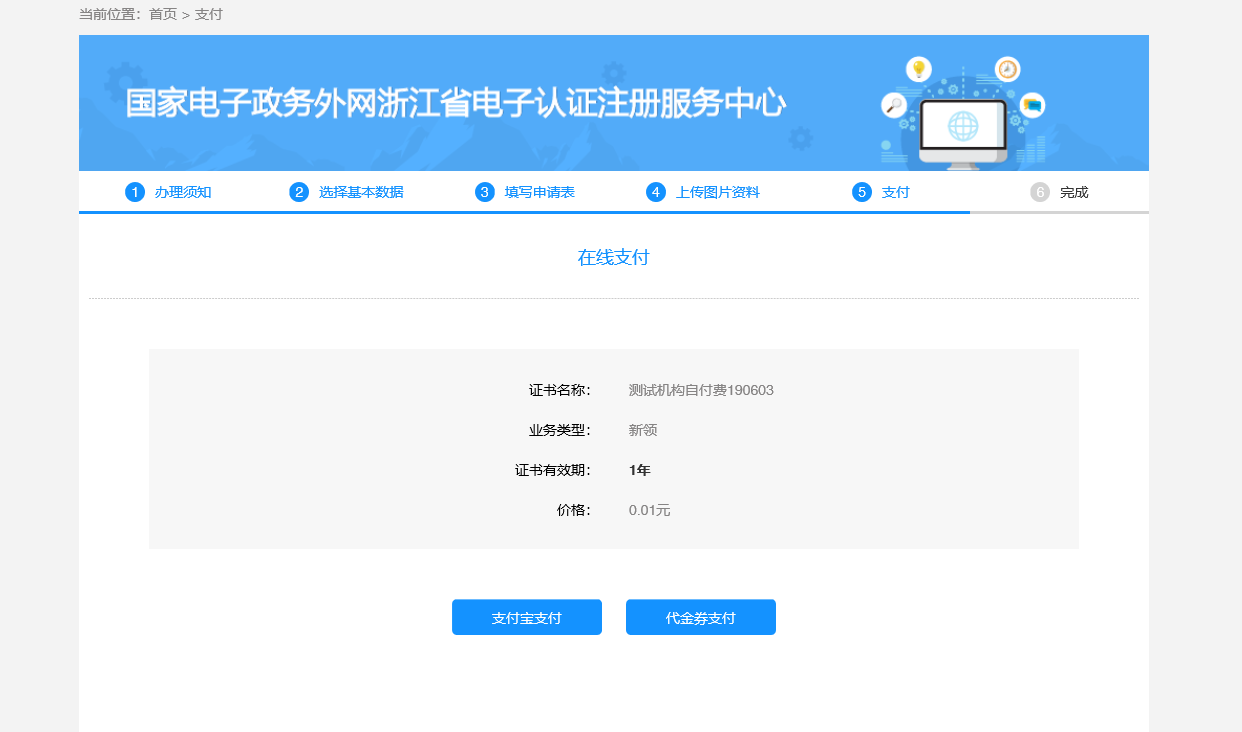 当前位置：首页 > 支付
国家电子政务外网浙江省电子认证注册服务中心
1 办理须知 2 选择基本数据 3 填写申请表 4 上传图片资料 5 支付 6 完成
在线支付
证书名称： 测试机构自付费190603
业务类型： 新领
证书有效期： 1年
价格： 0.01元
支付宝支付 代金券支付